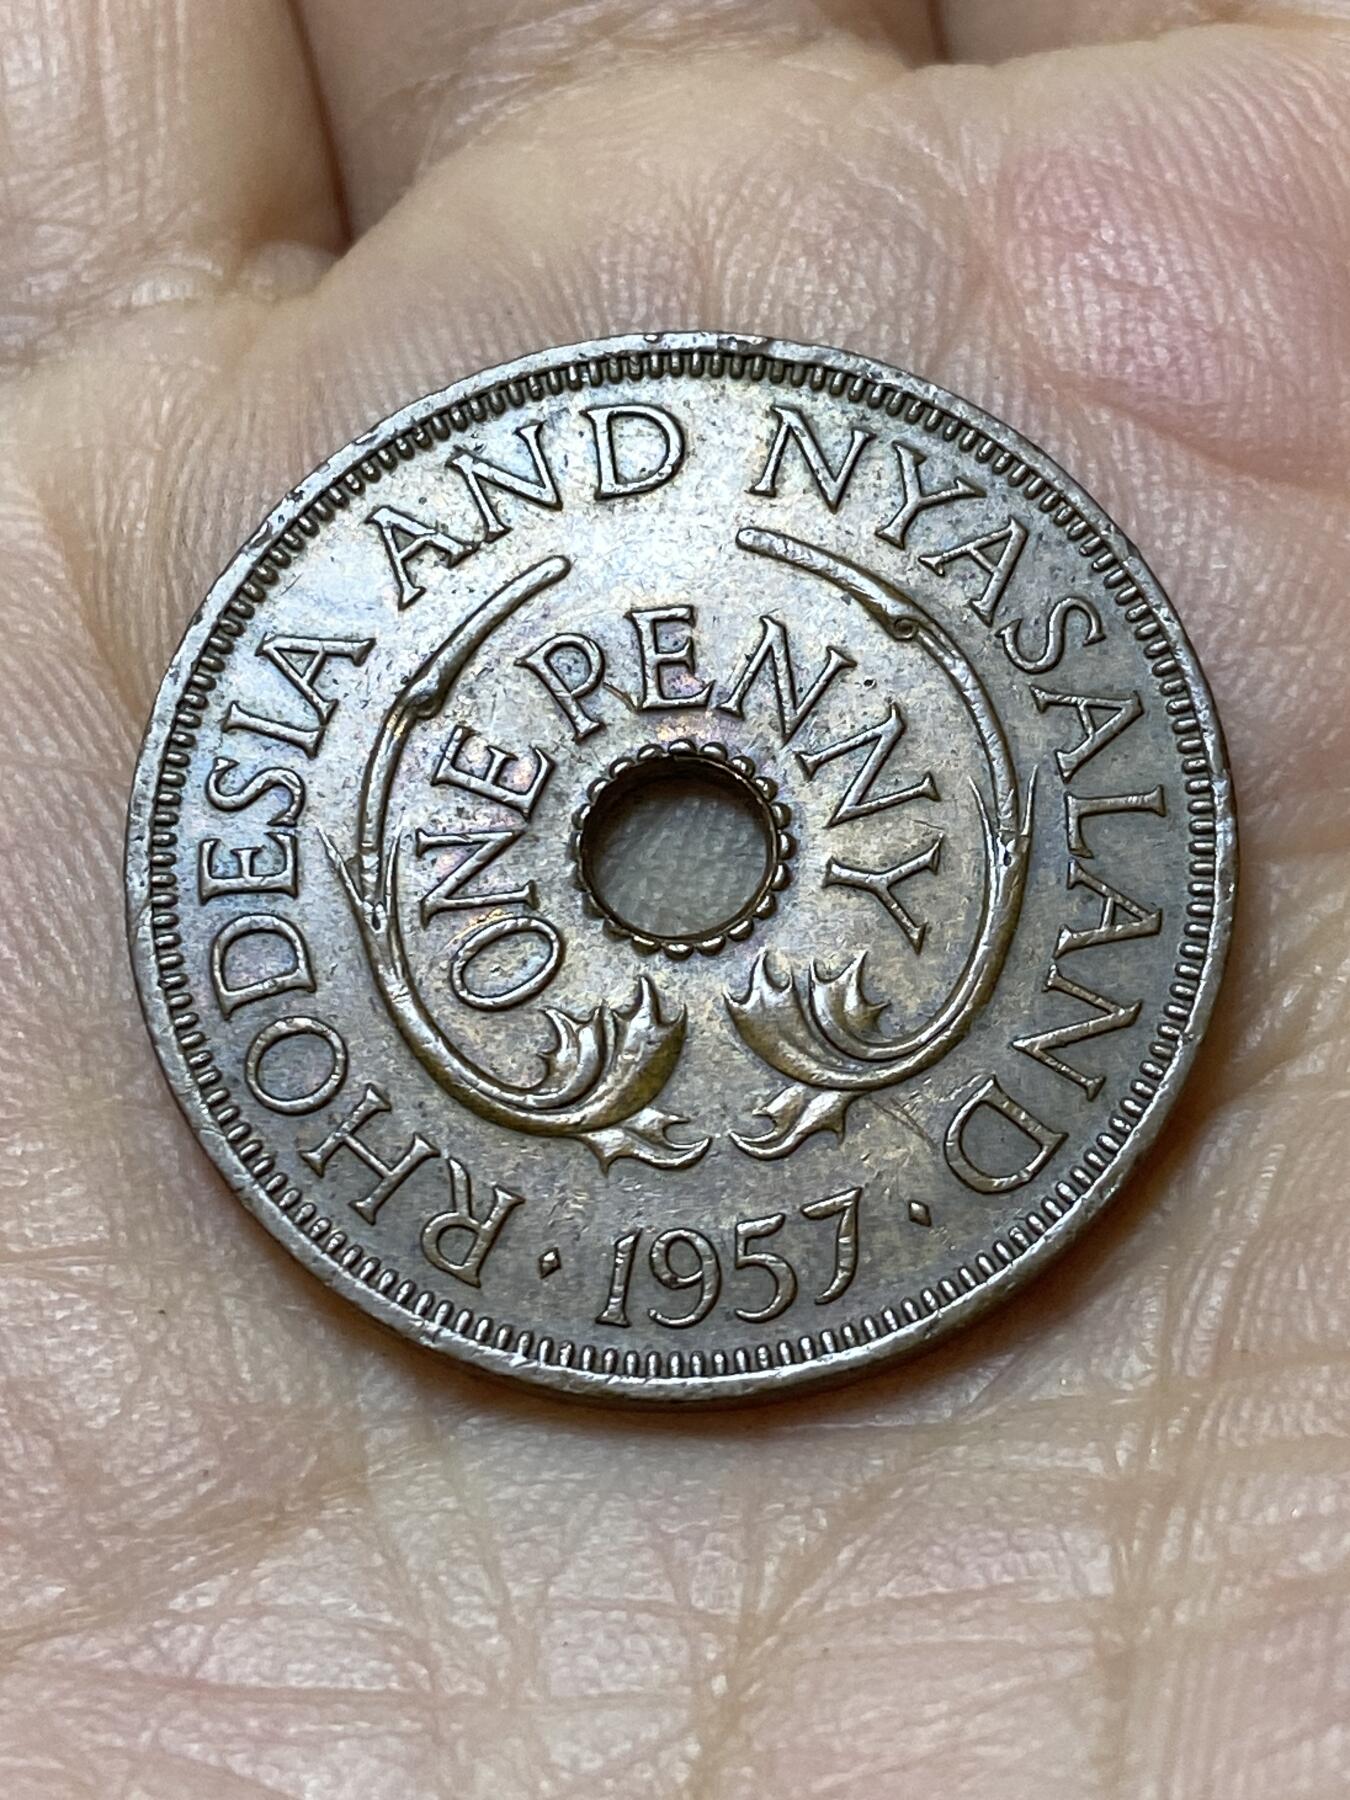 RHODESIA AND NYASALAND
ONE PENNY
· 1957 ·